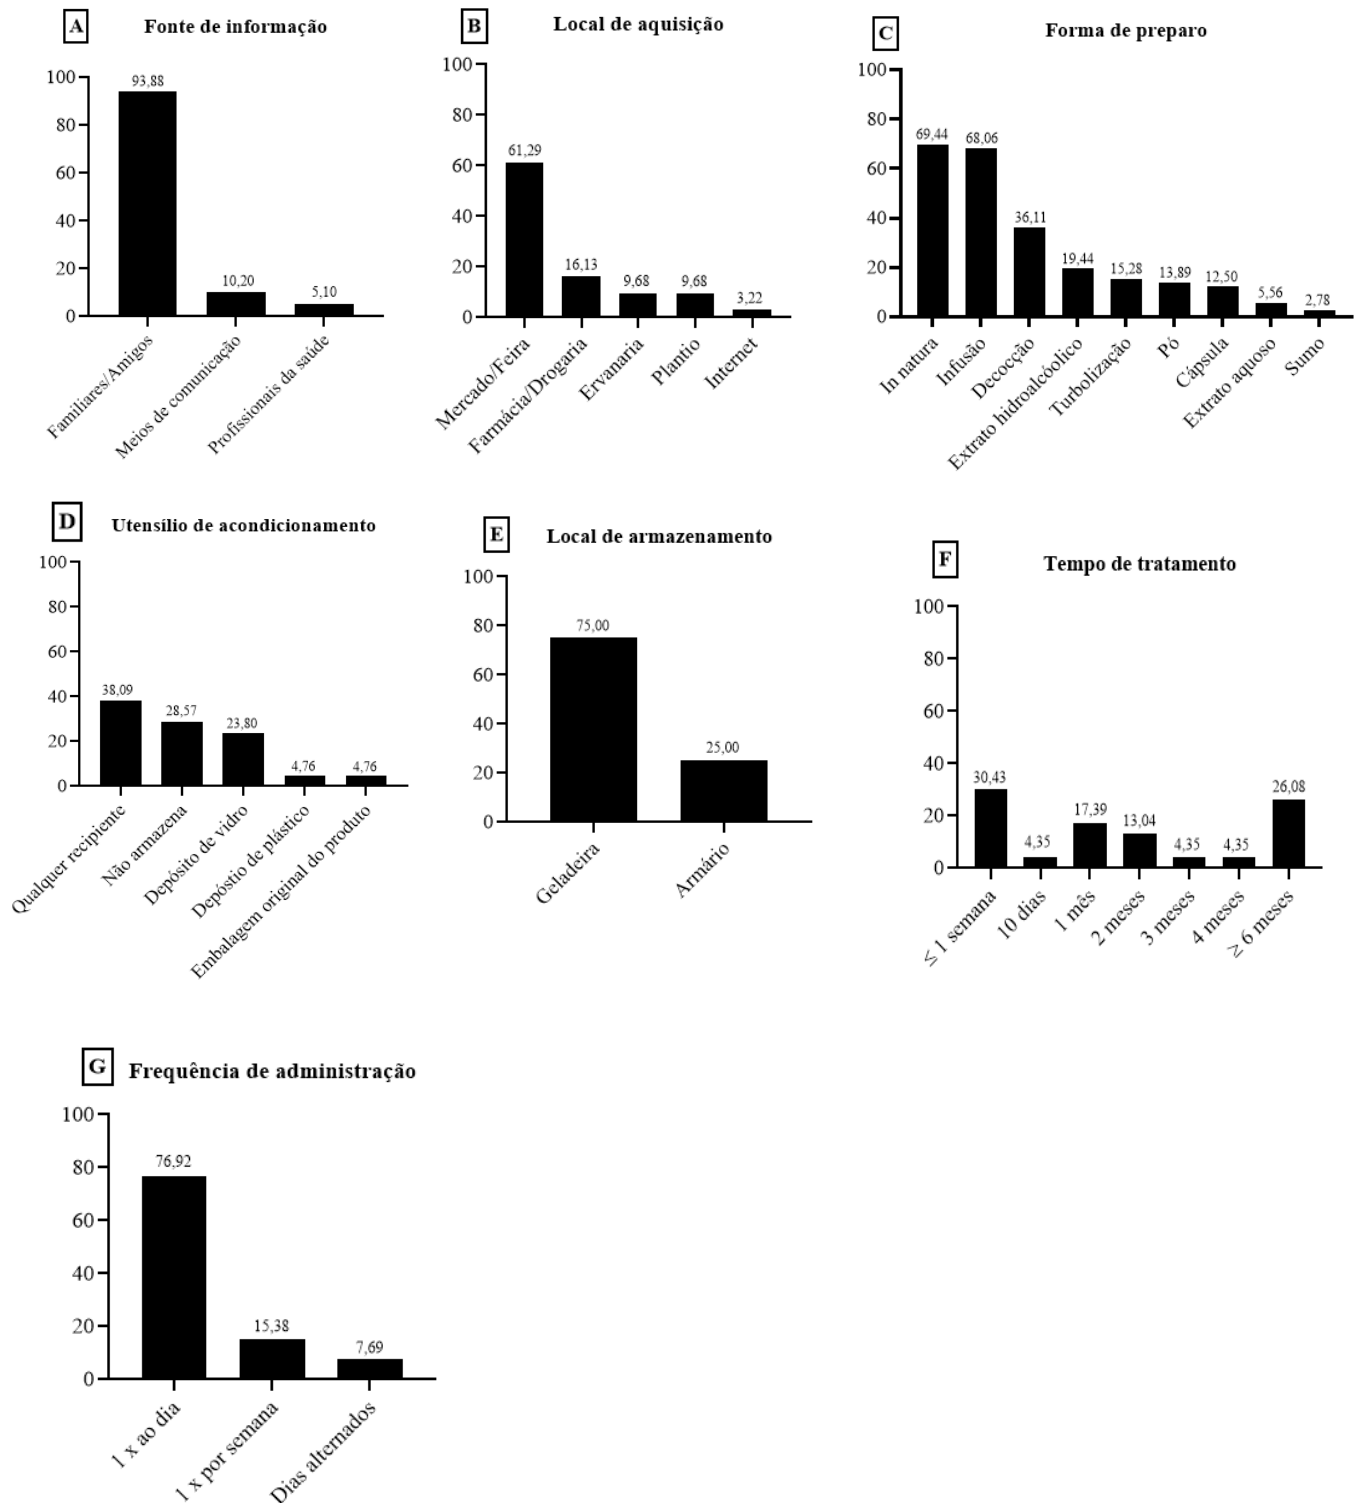 A
Fonte de informação
100
80
60
40
20
0
93,88
10,20
5,10
Familiares/Amigos
Meios de comunicação
Profissionais da saúde
B
Local de aquisição
100
80
60
40
20
0
61,29
16,13
9,68
9,68
3,22
Mercado/Feira
Farmácia/Drogaria
Ervanaria
Plantio
Internet
C
Forma de preparo
100
80
60
40
20
0
69,44
68,06
36,11
19,44
15,28
13,89
12,50
5,56
2,78
In natura
Infusão
Decocção
Extrato hidroalcóolico
Turbolização
Pó
Cápsula
Extrato aquoso
Sumo
D
Utensílio de acondicionamento
100
80
60
40
20
0
38,09
28,57
23,80
4,76
4,76
Qualquer recipiente
Não armazena
Depósito de vidro
Depóstio de plástico
Embalagem original do produto
E
Local de armazenamento
100
80
60
40
20
0
75,00
25,00
Geladeira
Armário
F
Tempo de tratamento
100
80
60
40
20
0
30,43
4,35
17,39
13,04
4,35
4,35
26,08
≤ 1 semana
10 dias
1 mês
2 meses
3 meses
4 meses
≥ 6 meses
G
Frequência de administração
100
80
60
40
20
0
76,92
15,38
7,69
1 x ao dia
1 x por semana
Dias alternados